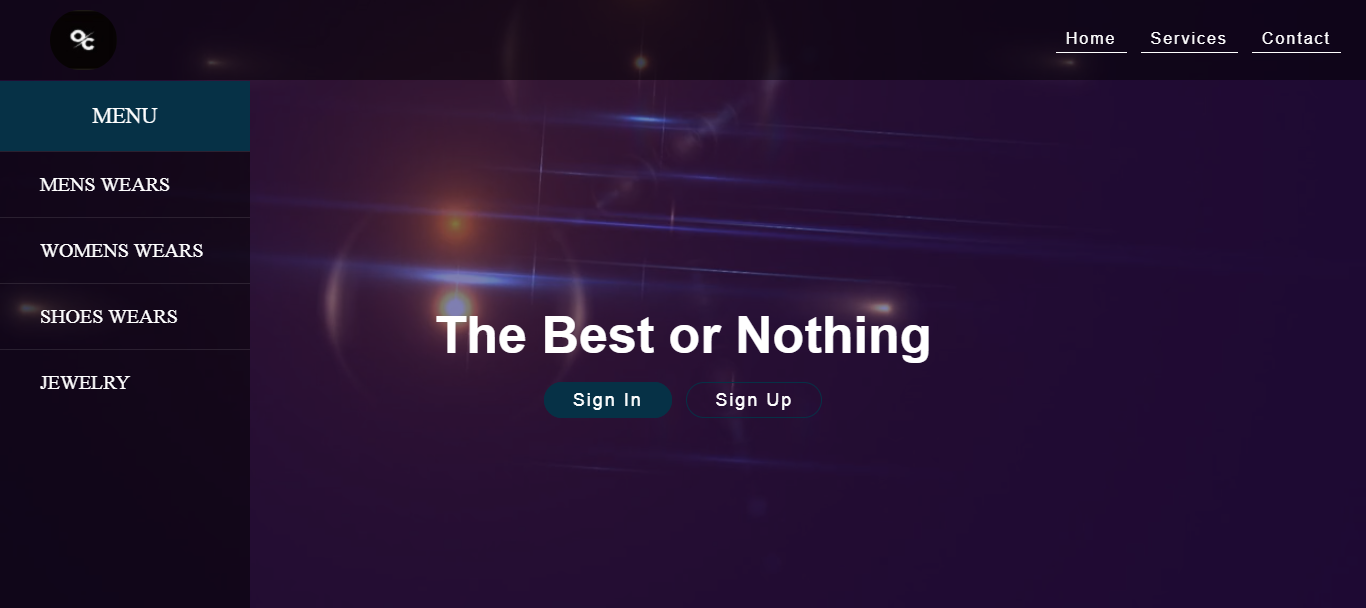 OC
Home Services Contact
MENU
MENS WEARS
WOMENS WEARS
SHOES WEARS
JEWELRY
The Best or Nothing
Sign In Sign Up